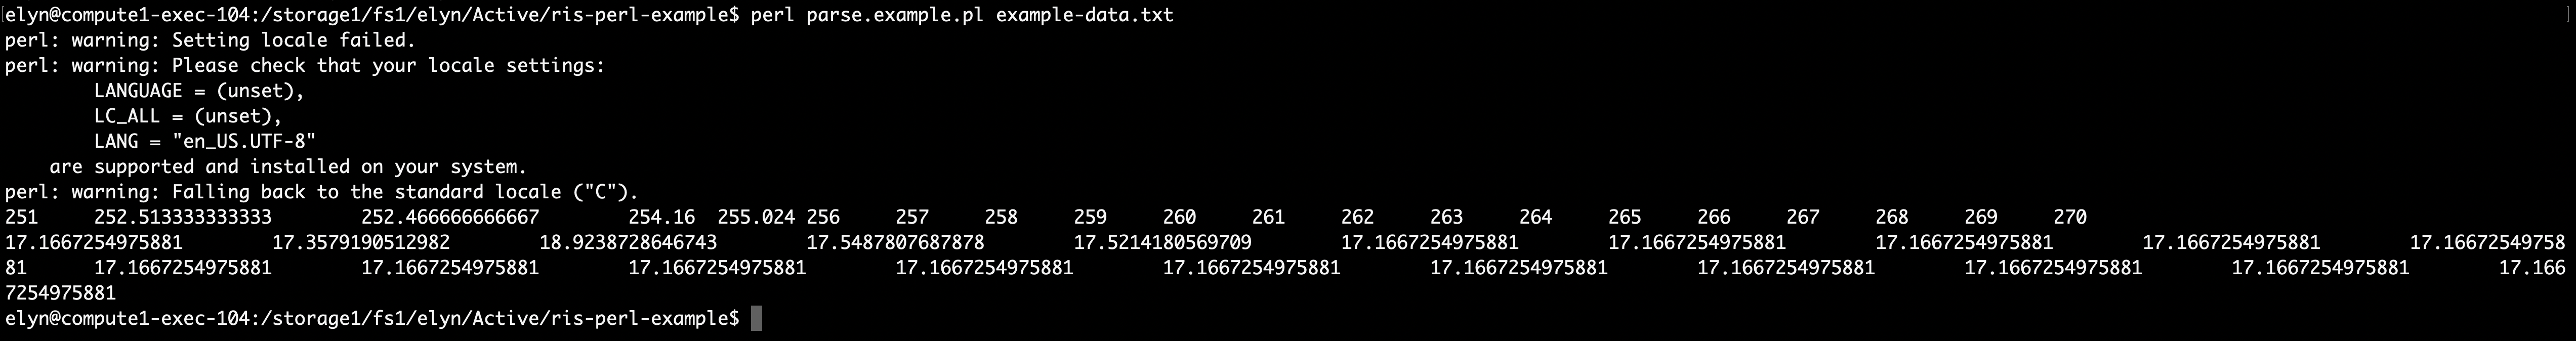 elyn@compute1-exec-104:/storage1/fs1/elyn/Active/ris-perl-example$ perl parse.example.pl example-data.txt
perl: warning: Setting locale failed.
perl: warning: Please check that your locale settings:
        LANGUAGE = (unset),
        LC_ALL = (unset),
        LANG = "en_US.UTF-8"
    are supported and installed on your system.
perl: warning: Falling back to the standard locale ("C").
251     252.513333333333        252.466666666667        254.16  255.024 256     257     258     259     260     261     262     263     264     265     266     267     268     269     270
17.1667254975881        17.3579190512982        18.9238728646743        17.5487807687878        17.5214180569709        17.1667254975881        17.1667254975881        17.1667254975881        17.1667254975881        17.16672549758
81      17.1667254975881        17.1667254975881        17.1667254975881        17.1667254975881        17.1667254975881        17.1667254975881        17.1667254975881        17.1667254975881        17.1667254975881        17.166
7254975881
elyn@compute1-exec-104:/storage1/fs1/elyn/Active/ris-perl-example$